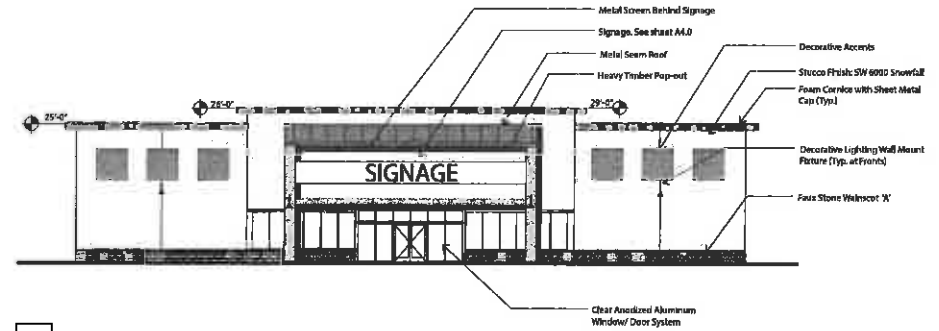 Metal Screen Behind Signage
Signage. See sheet A4.0
Metal Seam Roof
Heavy Timber Pop-out
Decorative Accents
Stucco Finish: SW 6000 Snowfall
Foam Cornice with Sheet Metal
Cap (Typ.)
Decorative Lighting Wall Mount
Fixture (Typ. at Fronts)
Faux Stone Wainscot 'A'
25'-0"
26'-0"
SIGNAGE
Clear Anodized Aluminum
Window/ Door System